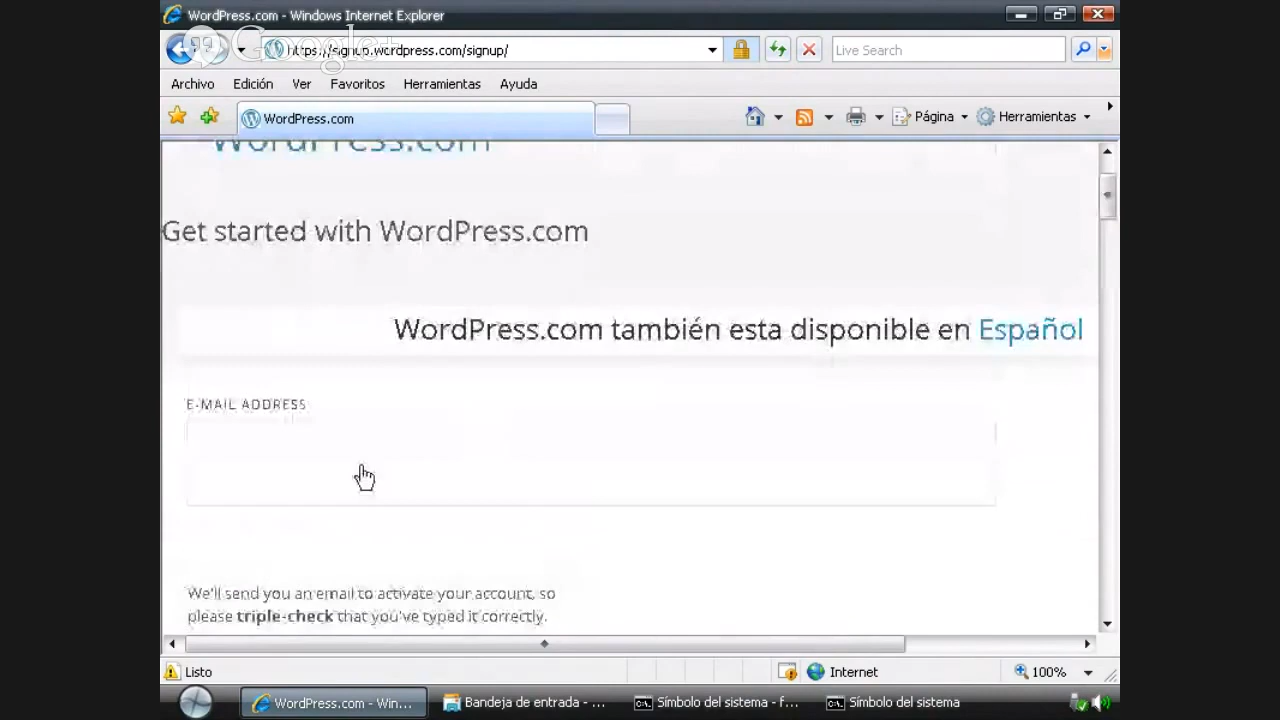 WordPress.com - Windows Internet Explorer
Google
https://signup.wordpress.com/signup/
Live Search
Archivo Edición Ver Favoritos Herramientas Ayuda
WordPress.com
Página
Herramientas
WordPress.com
Get started with WordPress.com
WordPress.com también esta disponible en Español
E-MAIL ADDRESS
We'll send you an email to activate your account, so
please triple-check that you've typed it correctly.
Listo
Internet
100%
WordPress.com - Win...
Bandeja de entrada - ...
Símbolo del sistema - f...
Símbolo del sistema